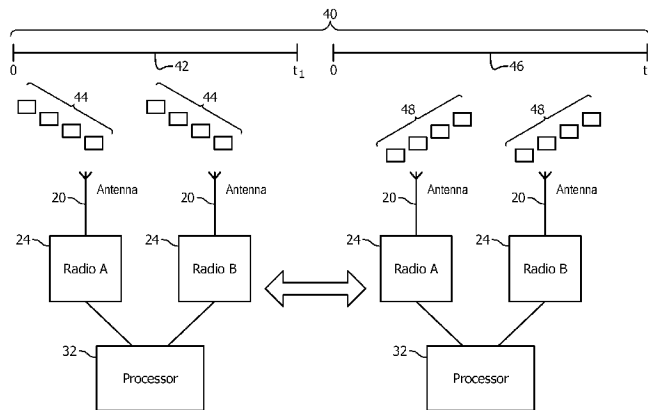 40
0 42 t1 0 46 t
44 44 48 48
Antenna Antenna Antenna Antenna
20 20 20 20
24 24 24 24
Radio A Radio B Radio A Radio B
32 32
Processor Processor